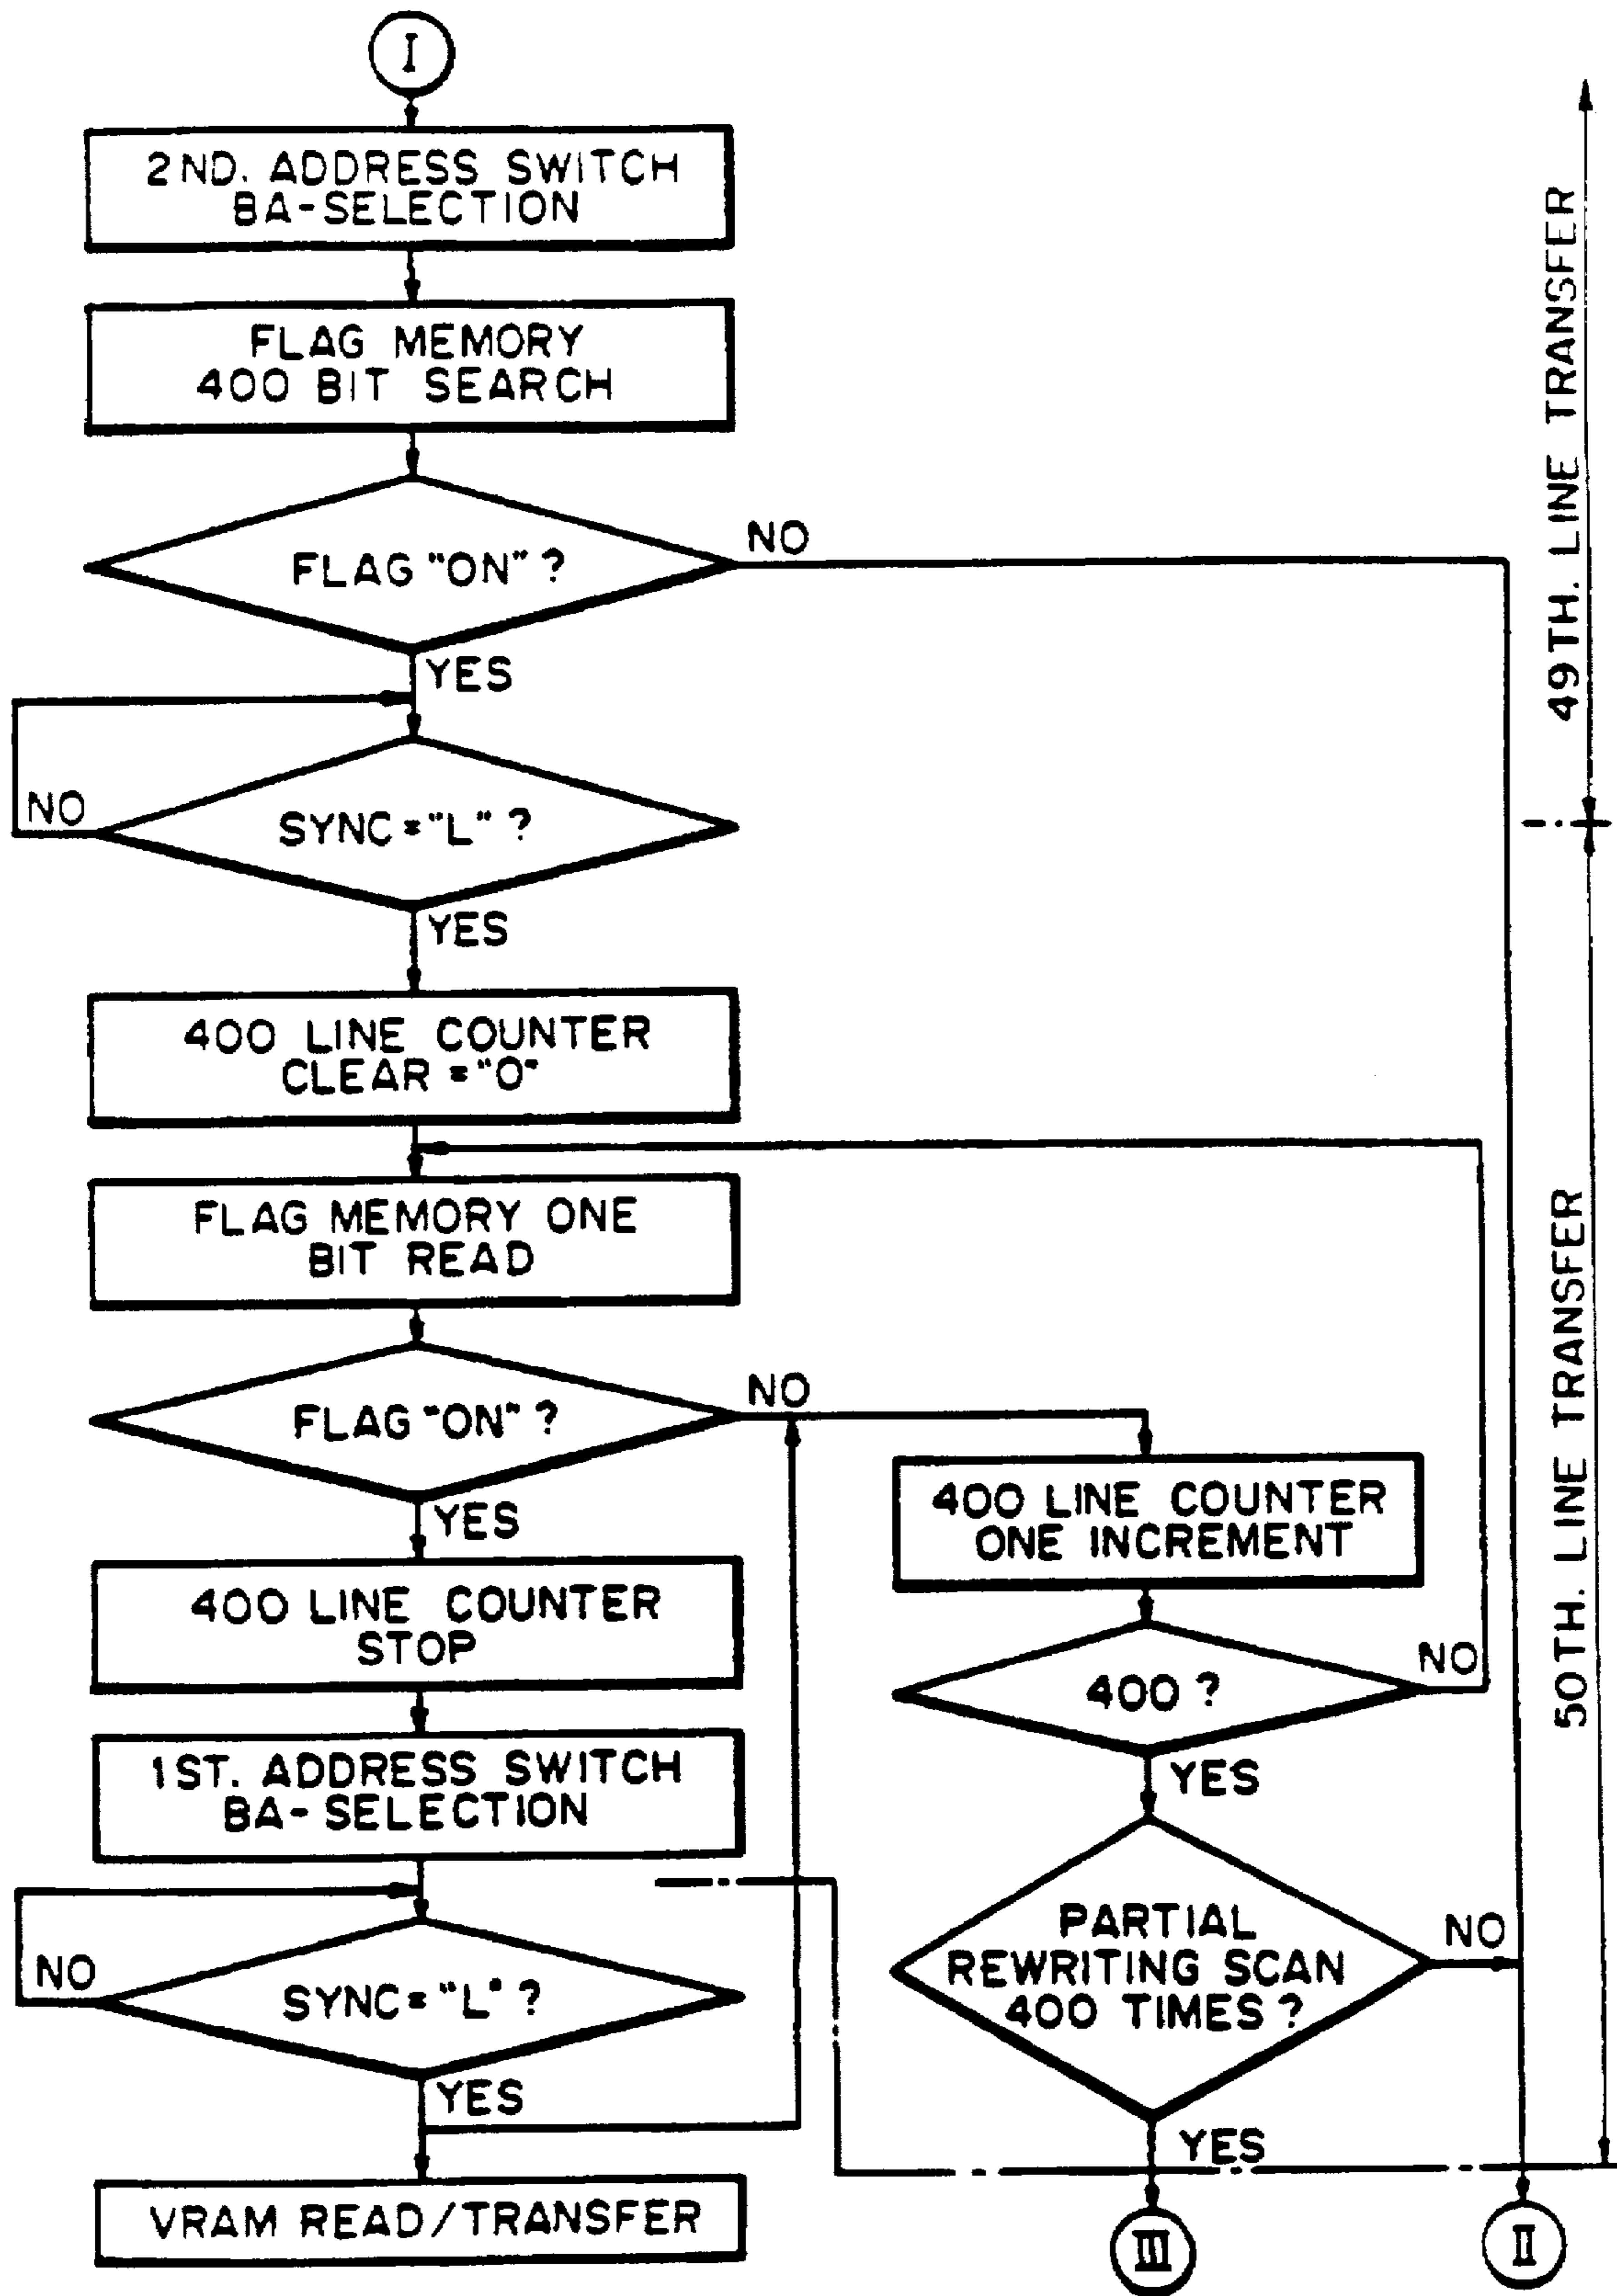 I
2ND. ADDRESS SWITCH
BA-SELECTION
FLAG MEMORY
400 BIT SEARCH
FLAG "ON" ?
NO
YES
SYNC="L" ?
NO
YES
400 LINE COUNTER
CLEAR ="0"
FLAG MEMORY ONE
BIT READ
FLAG "ON" ?
NO
YES
400 LINE COUNTER
STOP
1ST. ADDRESS SWITCH
BA-SELECTION
SYNC="L" ?
NO
YES
VRAM READ/TRANSFER
400 LINE COUNTER
ONE INCREMENT
400 ?
NO
YES
PARTIAL
REWRITING SCAN
400 TIMES ?
NO
YES
III
II
49TH. LINE TRANSFER
50TH. LINE TRANSFER